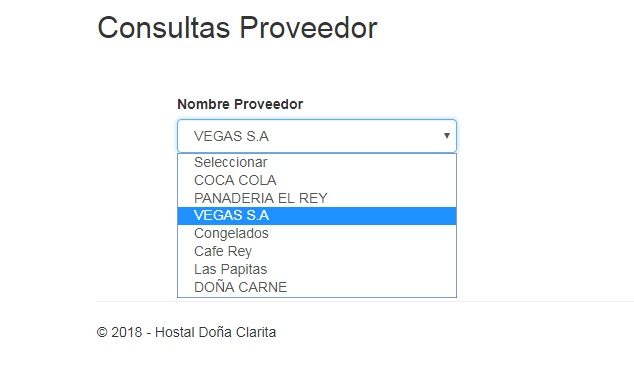 Consultas Proveedor
Nombre Proveedor
VEGAS S.A
Seleccionar
COCA COLA
PANADERIA EL REY
VEGAS S.A
Congelados
Cafe Rey
Las Papitas
DOÑA CARNE
© 2018 - Hostal Doña Clarita